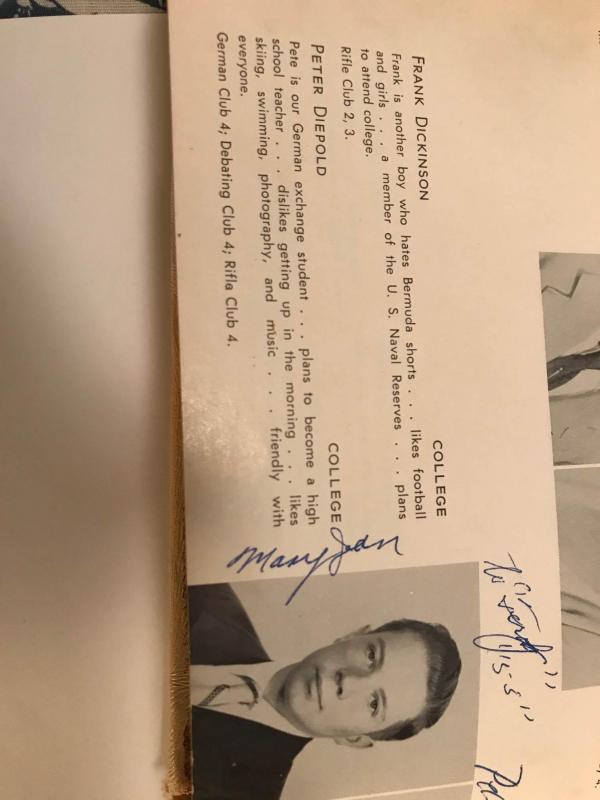 FRANK DICKINSON COLLEGE
Frank is another boy who hates Bermuda shorts . . . likes football
and girls . . . a member of the U. S. Naval Reserves . . . plans
to attend college.
Rifle Club 2, 3.
PETER DIEPOLD COLLEGE
Pete is our German exchange student . . . plans to become a high
school teacher . . . dislikes getting up in the morning . . . likes
skiing, swimming, photography, and music . . . friendly with
everyone.
German Club 4; Debating Club 4; Rifle Club 4.
Mary